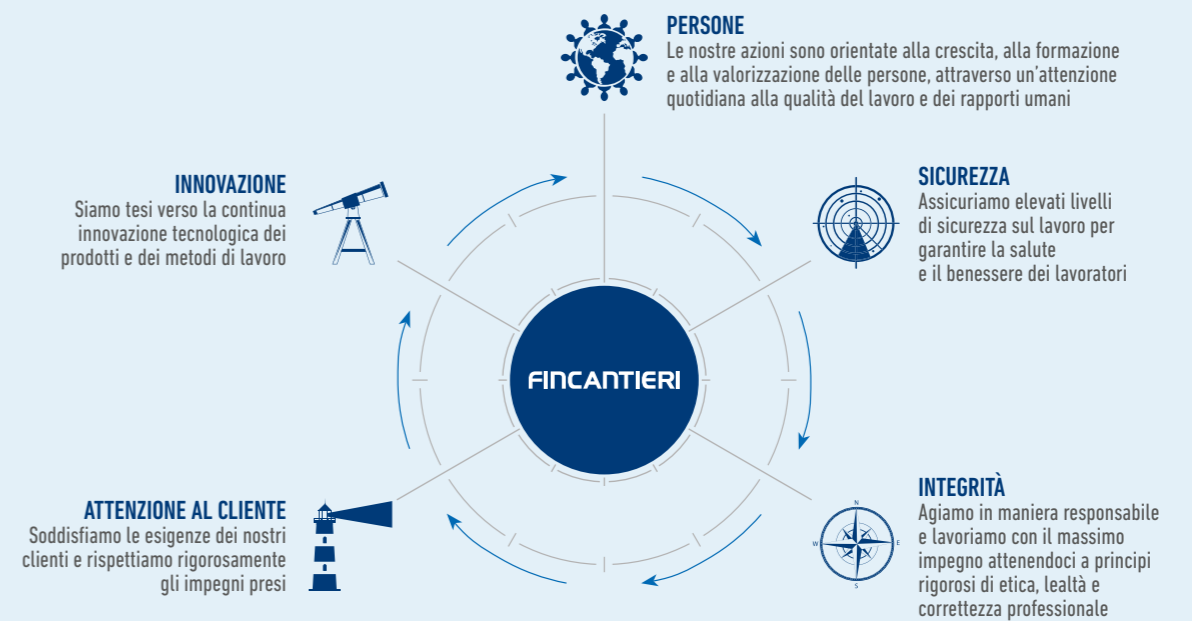 PERSONE
Le nostre azioni sono orientate alla crescita, alla formazione
e alla valorizzazione delle persone, attraverso un'attenzione
quotidiana alla qualità del lavoro e dei rapporti umani
INNOVAZIONE
Siamo tesi verso la continua
innovazione tecnologica dei
prodotti e dei metodi di lavoro
SICUREZZA
Assicuriamo elevati livelli
di sicurezza sul lavoro per
garantire la salute
e il benessere dei lavoratori
FINCANTIERI
ATTENZIONE AL CLIENTE
Soddisfiamo le esigenze dei nostri
clienti e rispettiamo rigorosamente
gli impegni presi
N
W
E
S
INTEGRITÀ
Agiamo in maniera responsabile
e lavoriamo con il massimo
impegno attenendoci a principi
rigorosi di etica, lealtà e
correttezza professionale